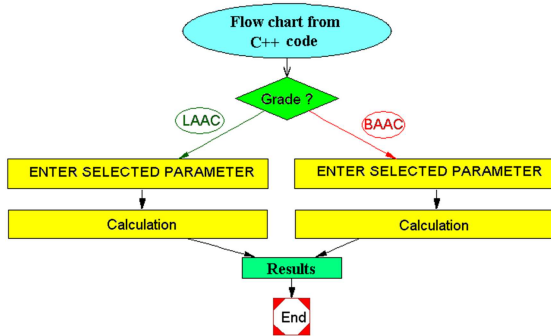 Flow chart from
C++ code
Grade ?
LAAC
BAAC
ENTER SELECTED PARAMETER
ENTER SELECTED PARAMETER
Calculation
Calculation
Results
End